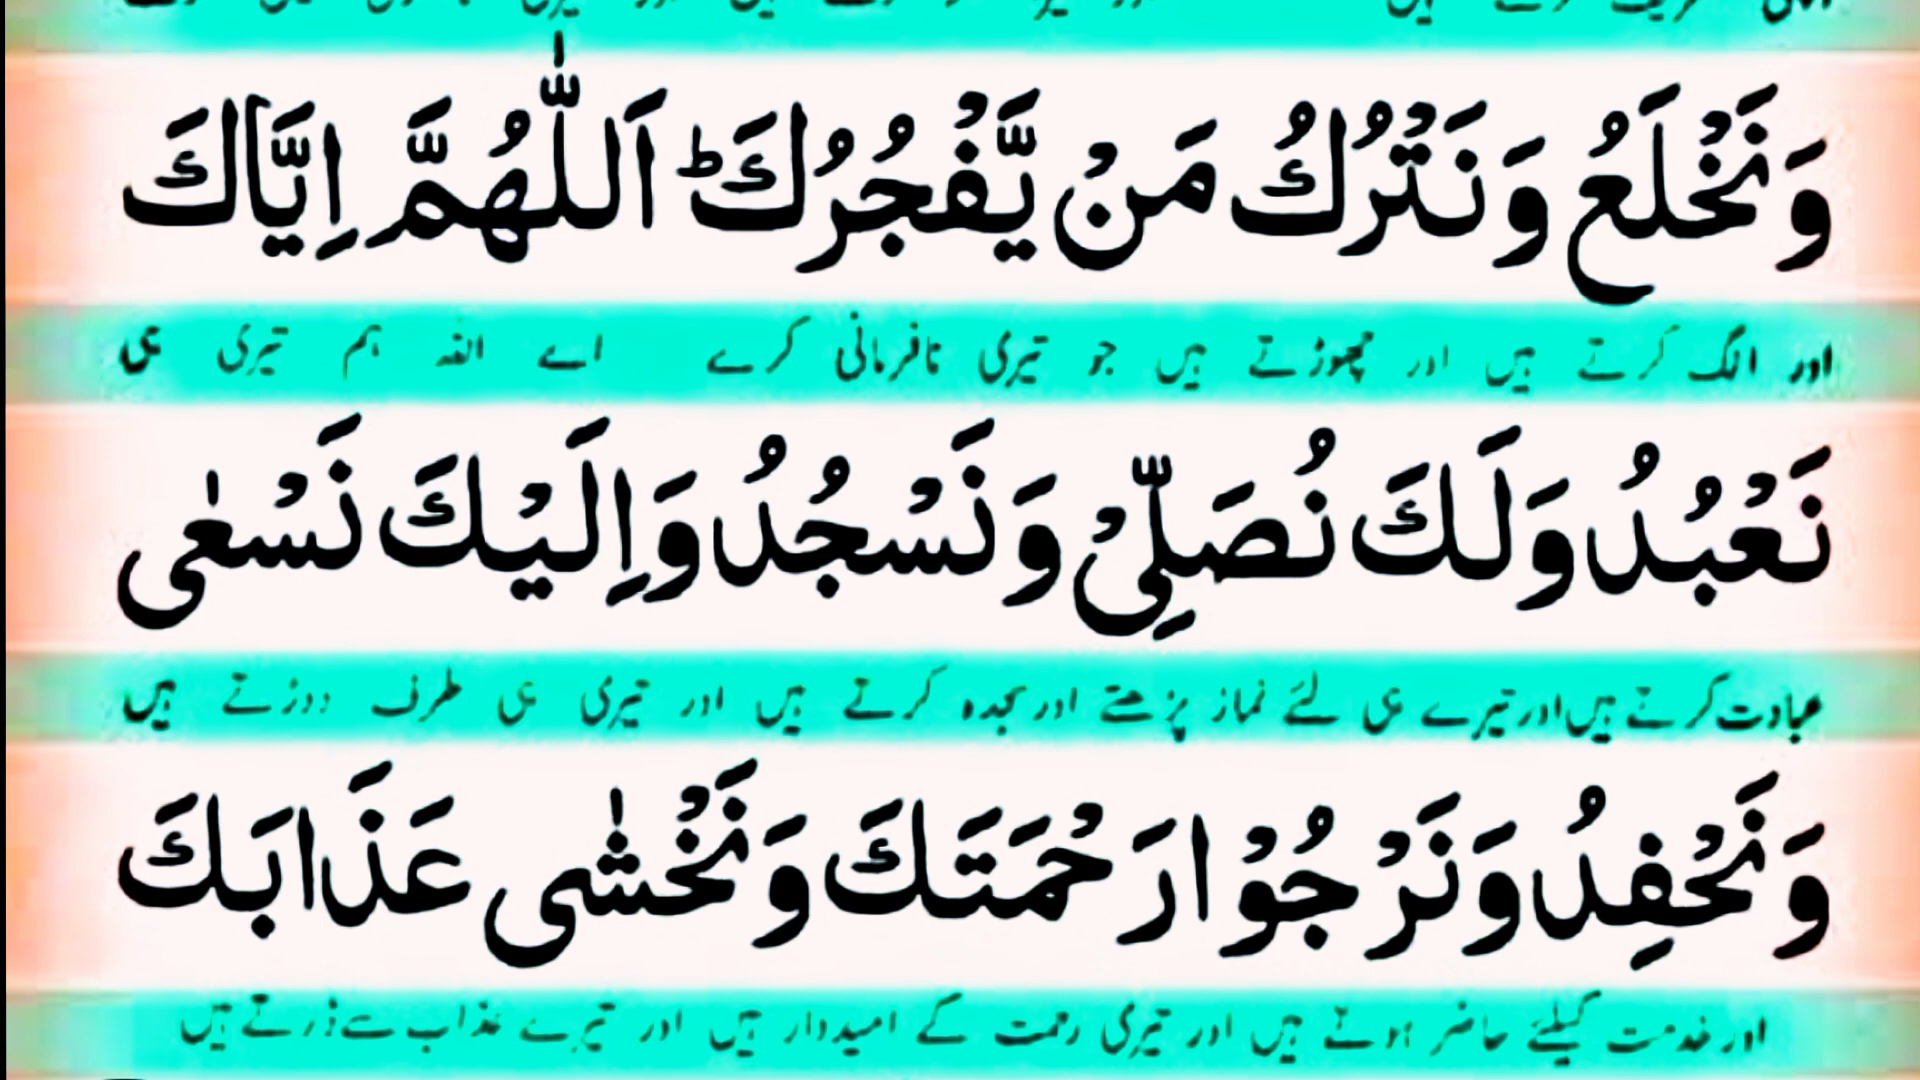 وَنَخْلَعُ وَنَتْرُكُ مَنْ يَّفْجُرُكَ ؕ اَللّٰهُمَّ اِيَّاكَ
اور الگ کرتے ہیں اور چھوڑتے ہیں جو تیری نافرمانی کرے اے اللہ ہم تیری ہی
نَعْبُدُ وَلَكَ نُصَلِّيْ وَنَسْجُدُ وَاِلَيْكَ نَسْعٰى
عبادت کرتے ہیں اور تیرے ہی لئے نماز پڑھتے اور سجدہ کرتے ہیں اور تیری ہی طرف دوڑتے ہیں
وَنَحْفِدُ وَنَرْجُوْا رَحْمَتَكَ وَنَخْشٰى عَذَابَكَ
اور خدمت کیلئے حاضر ہوتے ہیں اور تیری رحمت کے امیدوار ہیں اور تیرے عذاب سے ڈرتے ہیں